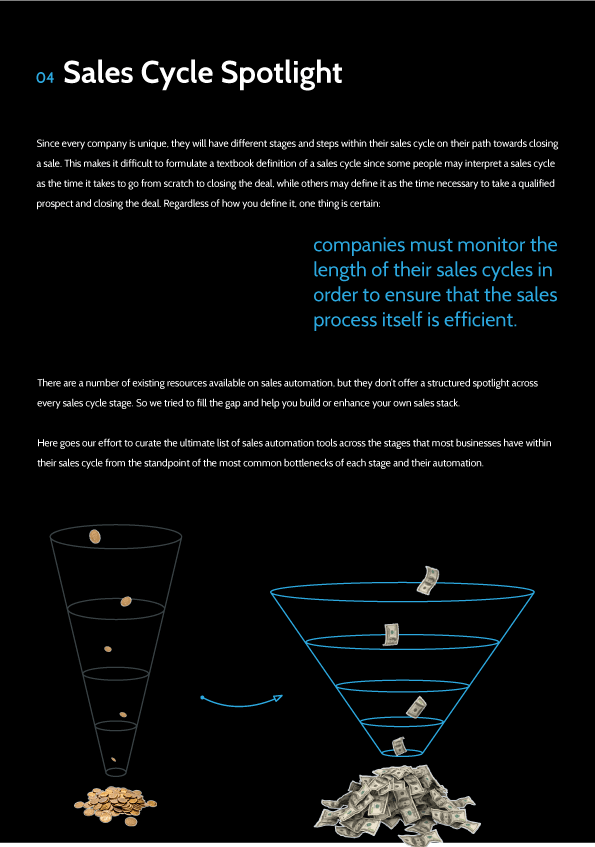 04 Sales Cycle Spotlight
Since every company is unique, they will have different stages and steps within their sales cycle on their path towards closing
a sale. This makes it difficult to formulate a textbook definition of a sales cycle since some people may interpret a sales cycle
as the time it takes to go from scratch to closing the deal, while others may define it as the time necessary to take a qualified
prospect and closing the deal. Regardless of how you define it, one thing is certain:
companies must monitor the
length of their sales cycles in
order to ensure that the sales
process itself is efficient.
There are a number of existing resources available on sales automation, but they don't offer a structured spotlight across
every sales cycle stage. So we tried to fill the gap and help you build or enhance your own sales stack.
Here goes our effort to curate the ultimate list of sales automation tools across the stages that most businesses have within
their sales cycle from the standpoint of the most common bottlenecks of each stage and their automation.